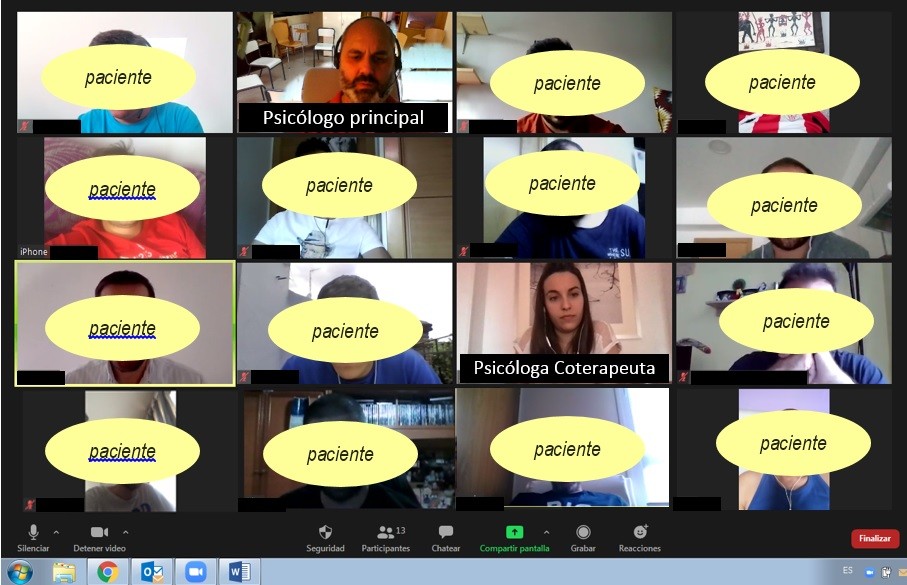 paciente
Psicólogo principal
paciente
paciente
paciente
iPhone
paciente
paciente
paciente
paciente
paciente
Psicóloga Coterapeuta
paciente
paciente
paciente
paciente
paciente
Silenciar
Detener video
Seguridad
13
Participantes
Chatear
Compartir pantalla
Grabar
Reacciones
Finalizar
ES